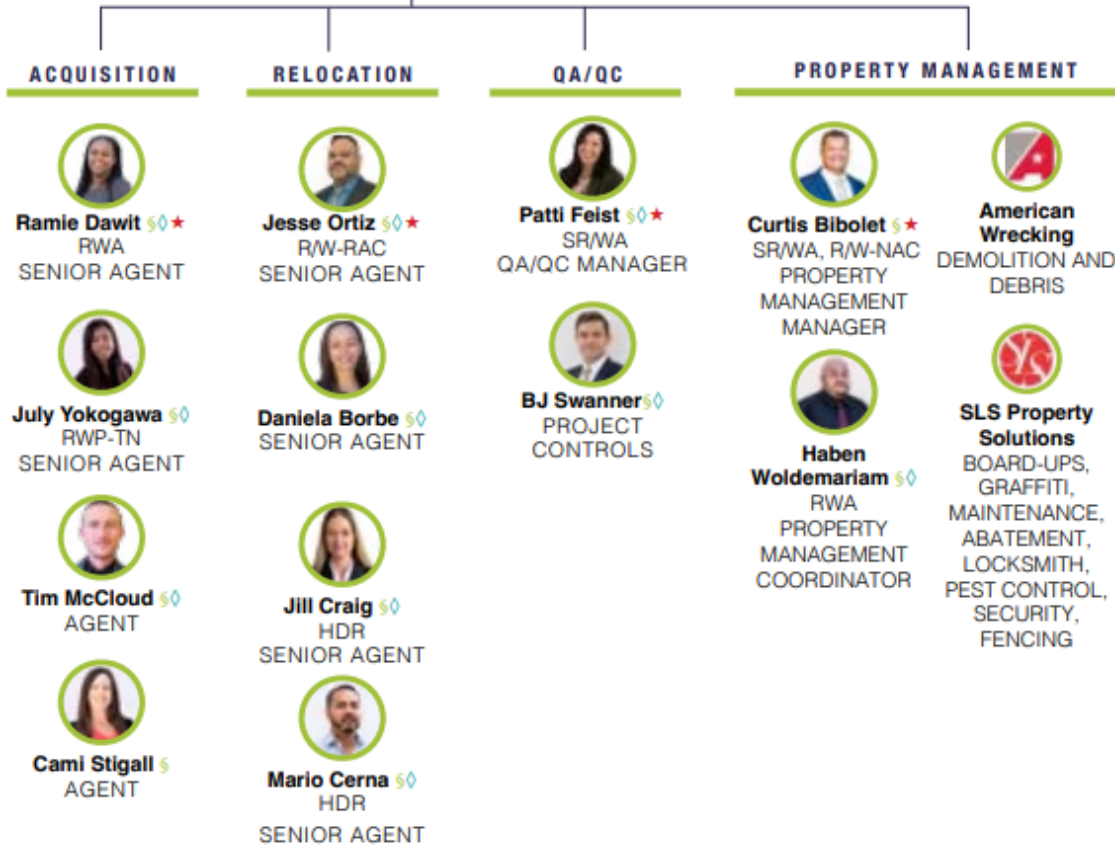 ACQUISITION
Ramie Dawit §◊★
RWA
SENIOR AGENT
July Yokogawa §◊
RWP-TN
SENIOR AGENT
Tim McCloud §◊
AGENT
Cami Stigall §
AGENT
RELOCATION
Jesse Ortiz §◊★
R/W-RAC
SENIOR AGENT
Daniela Borbe §◊
SENIOR AGENT
Jill Craig §◊
HDR
SENIOR AGENT
Mario Cerna §◊
HDR
SENIOR AGENT
QA/QC
Patti Feist §◊★
SR/WA
QA/QC MANAGER
BJ Swanner§◊
PROJECT
CONTROLS
PROPERTY MANAGEMENT
Curtis Bibolet §★
SR/WA, R/W-NAC
PROPERTY
MANAGEMENT
MANAGER
Haben
Woldemariam §◊
RWA
PROPERTY
MANAGEMENT
COORDINATOR
A
American
Wrecking
DEMOLITION AND
DEBRIS
SLS Property
Solutions
BOARD-UPS,
GRAFFITI,
MAINTENANCE,
ABATEMENT,
LOCKSMITH,
PEST CONTROL,
SECURITY,
FENCING